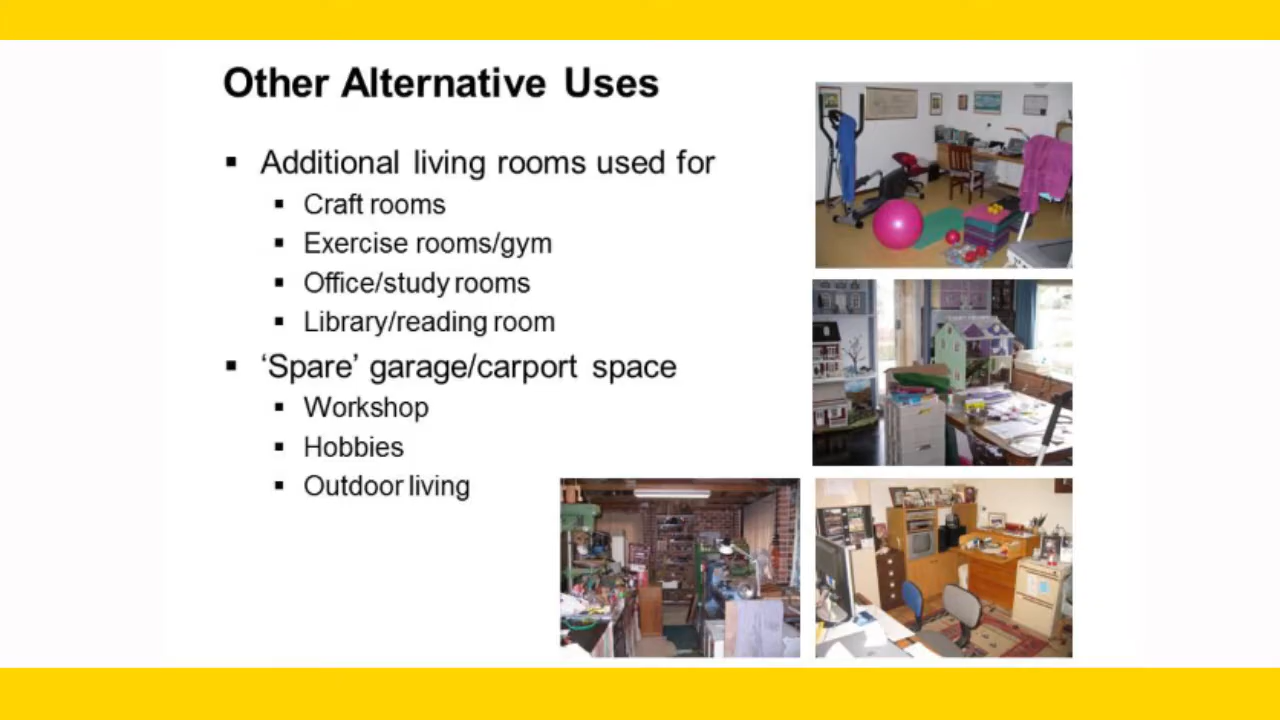 Other Alternative Uses
▪ Additional living rooms used for
▪ Craft rooms
▪ Exercise rooms/gym
▪ Office/study rooms
▪ Library/reading room
▪ ‘Spare’ garage/carport space
▪ Workshop
▪ Hobbies
▪ Outdoor living